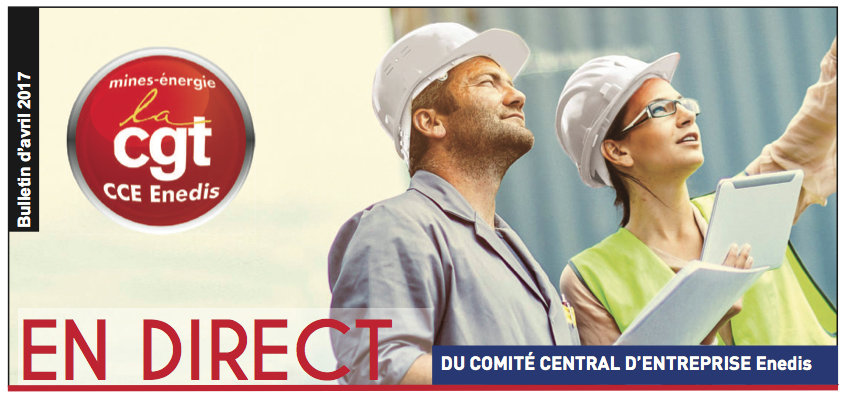 Bulletin d'avril 2017
mines-énergie
la
cgt
CCE Enedis
EN DIRECT
DU COMITÉ CENTRAL D'ENTREPRISE Enedis